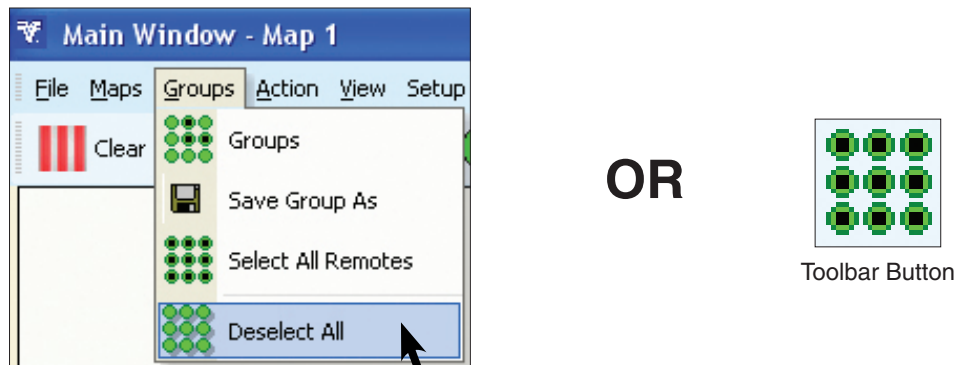 Main Window - Map 1
File Maps Groups Action View Setup
Clear
Groups
Save Group As
Select All Remotes
Deselect All
OR
Toolbar Button